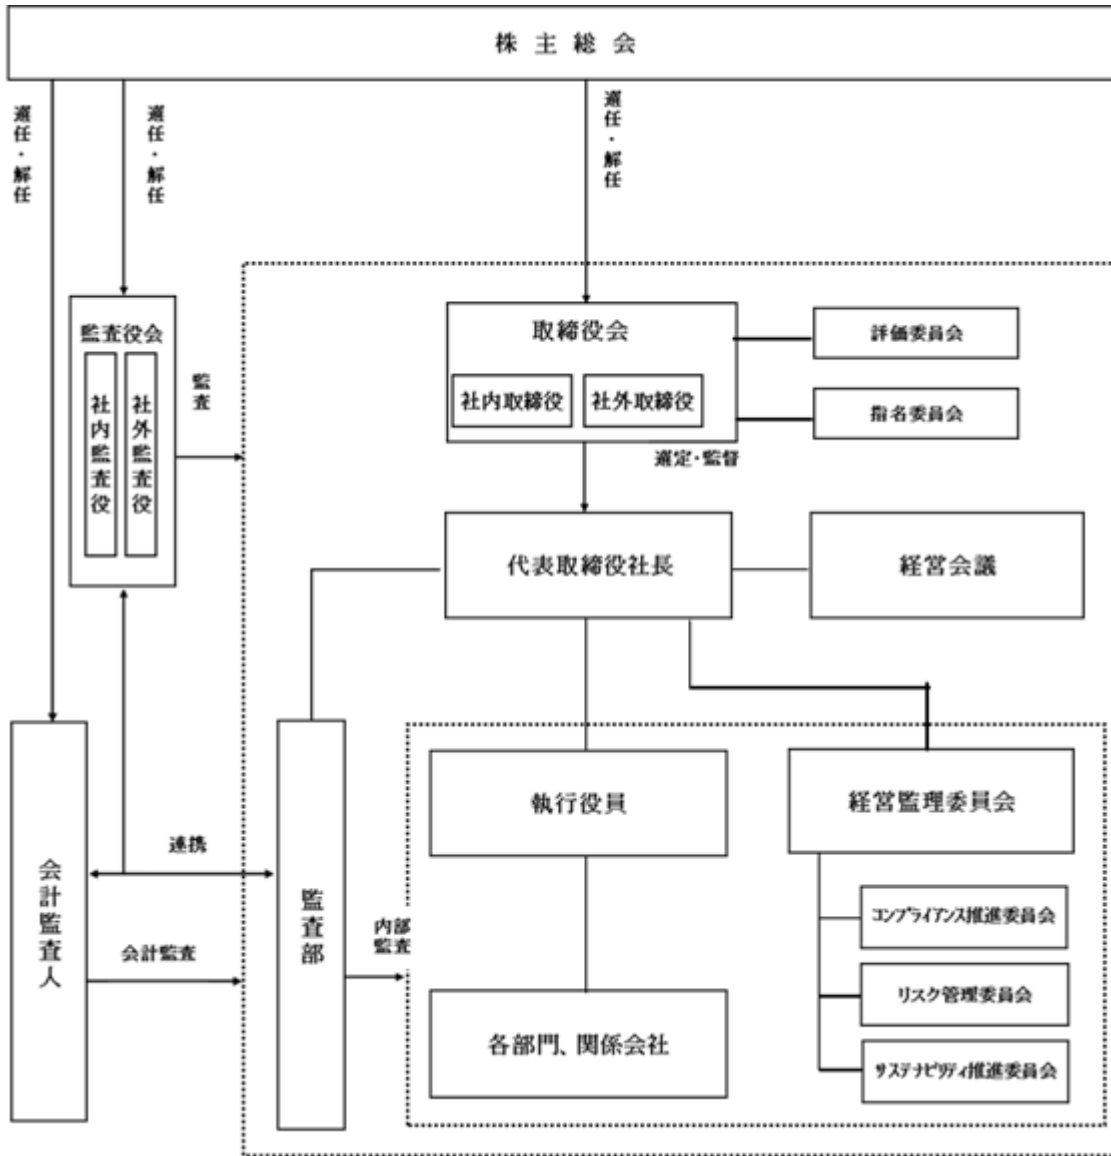 株主総会
選任・解任
選任・解任
選任・解任
監査役会
社内監査役
社外監査役
監査
取締役会
社内取締役
社外取締役
評価委員会
指名委員会
選定・監督
代表取締役社長
経営会議
執行役員
経営監理委員会
連携
会計監査人
会計監査
監査部
内部
監査
コンプライアンス推進委員会
リスク管理委員会
各部門、関係会社
サステナビリティ推進委員会